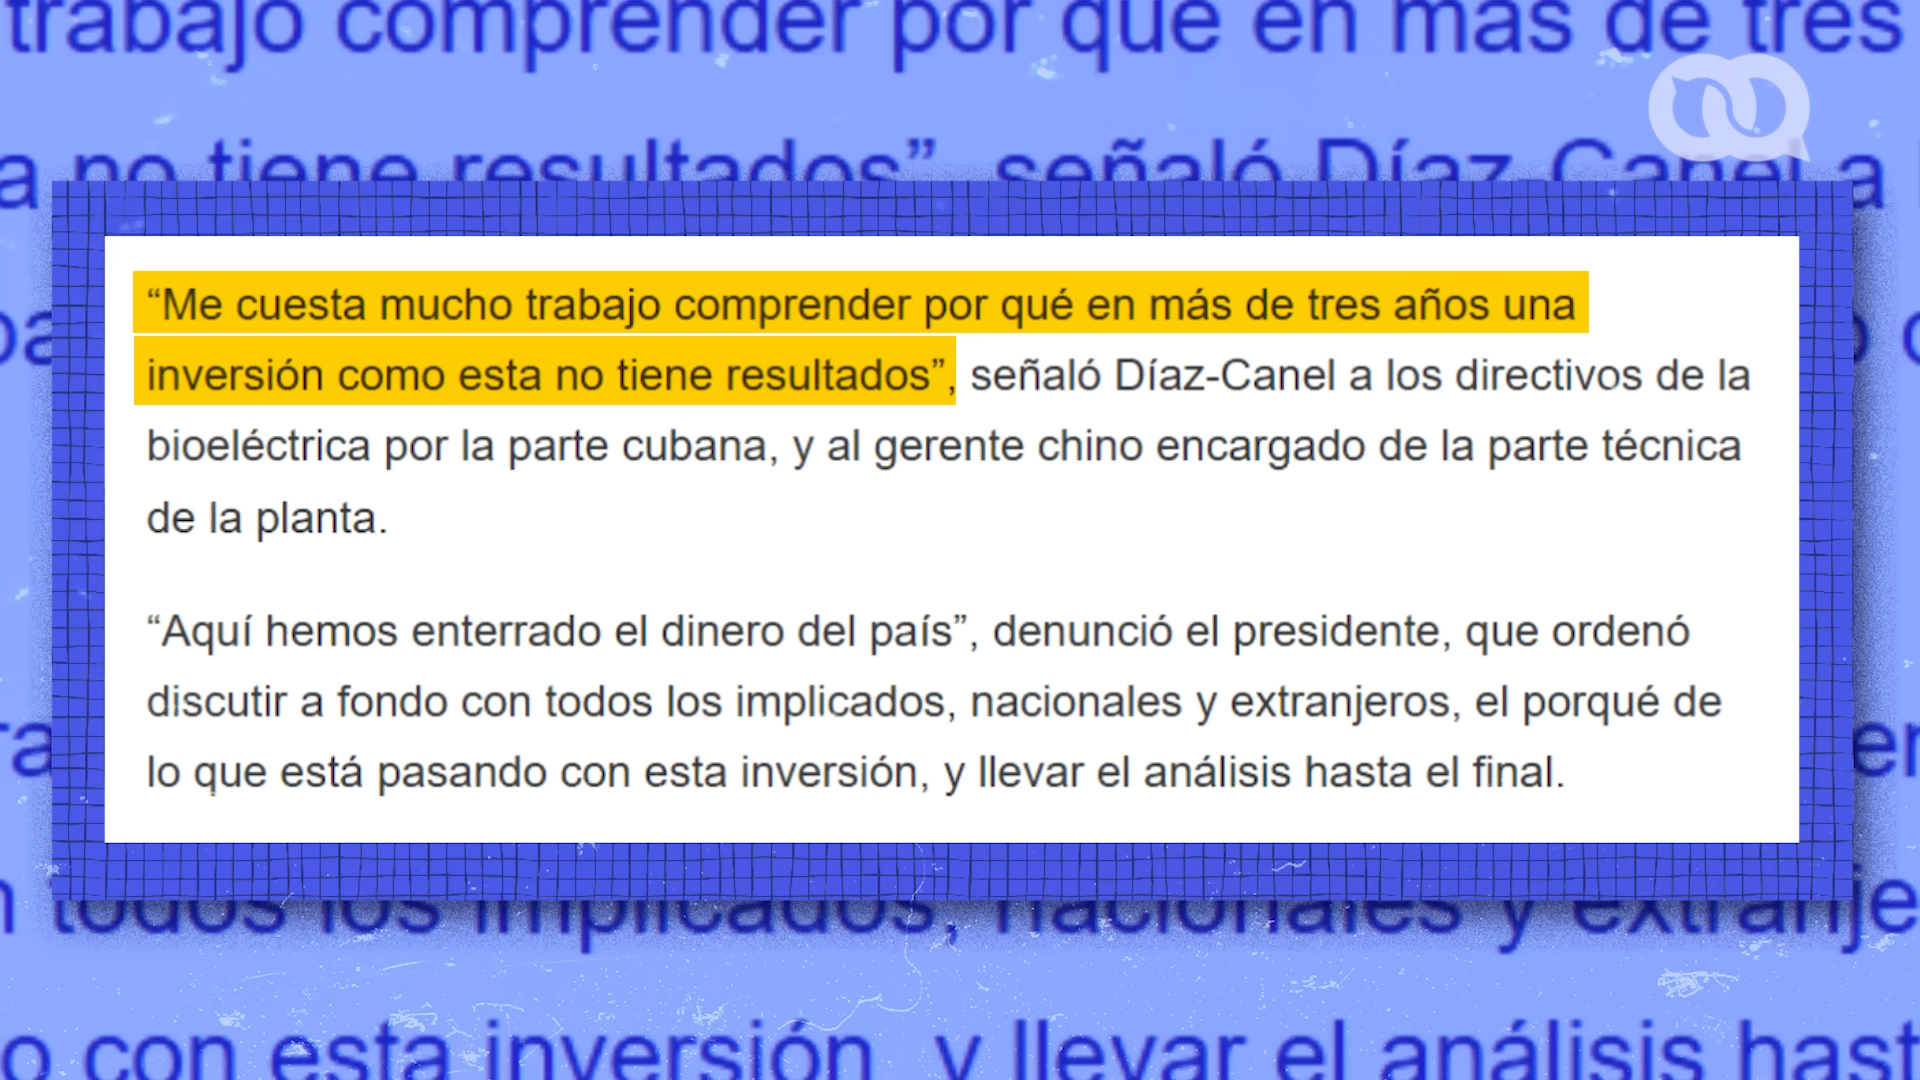 trabajo comprender por qué en más de tres
a no tiene resultados”, señaló Díaz-Canel a
“Me cuesta mucho trabajo comprender por qué en más de tres años una
inversión como esta no tiene resultados”, señaló Díaz-Canel a los directivos de la
bioeléctrica por la parte cubana, y al gerente chino encargado de la parte técnica
de la planta.
“Aquí hemos enterrado el dinero del país”, denunció el presidente, que ordenó
discutir a fondo con todos los implicados, nacionales y extranjeros, el porqué de
lo que está pasando con esta inversión, y llevar el análisis hasta el final.
todos los implicados, nacionales y extranje
o con esta inversión, y llevar el análisis hast